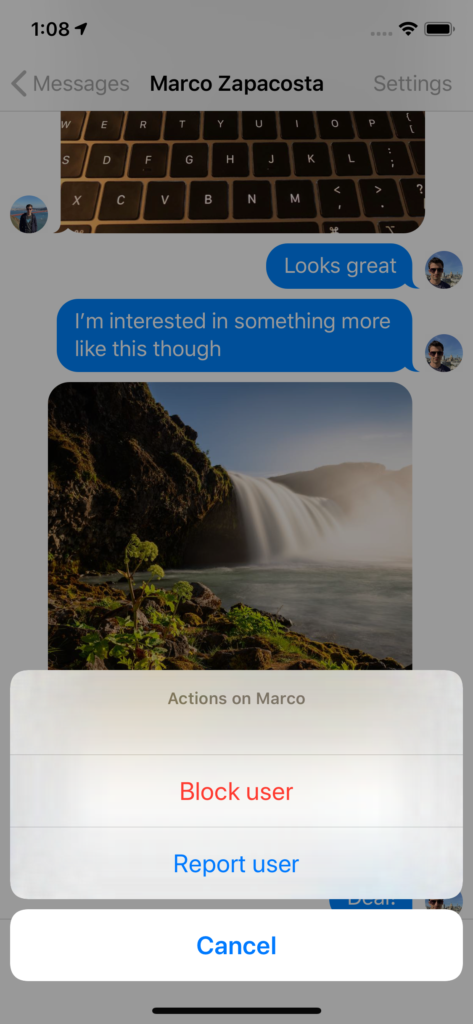 1:08
Messages Marco Zapacosta Settings
W E R T Y U I O P { [
S D F G H J K L : ;
X C V B N M < , > . ?
⌘ ⌥
Looks great
I’m interested in something more
like this though
Actions on Marco
Block user
Report user
Deal!
Cancel